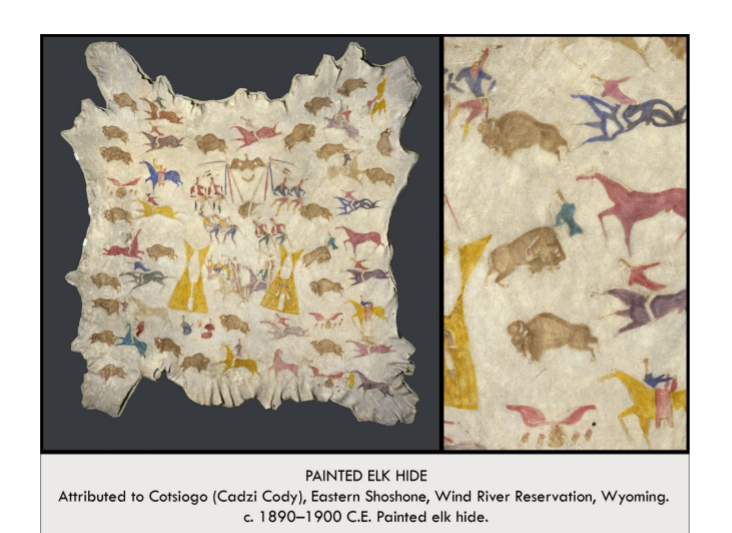 PAINTED ELK HIDE
Attributed to Cotsiogo (Cadzi Cody), Eastern Shoshone, Wind River Reservation, Wyoming.
c. 1890–1900 C.E. Painted elk hide.